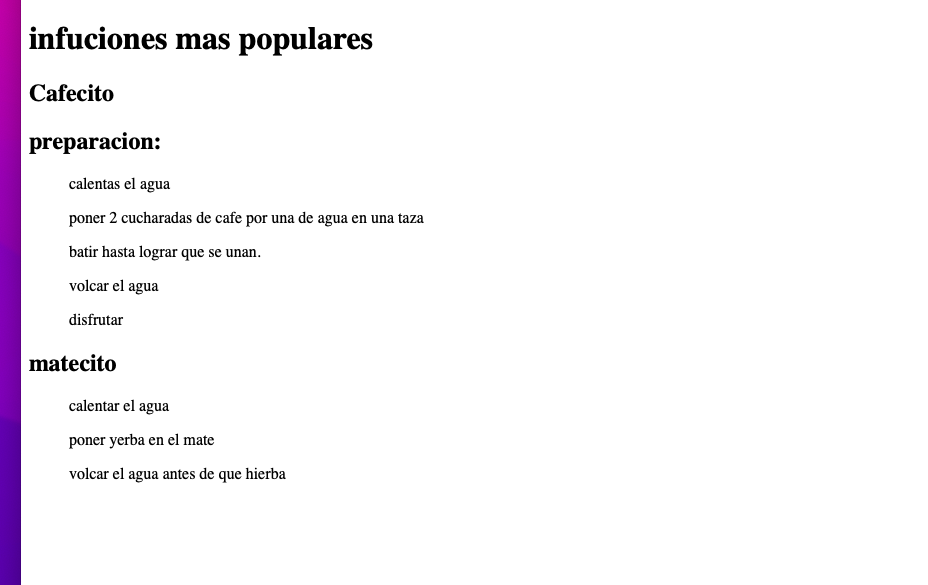 infuciones mas populares
Cafecito
preparacion:
calentas el agua
poner 2 cucharadas de cafe por una de agua en una taza
batir hasta lograr que se unan.
volcar el agua
disfrutar
matecito
calentar el agua
poner yerba en el mate
volcar el agua antes de que hierba